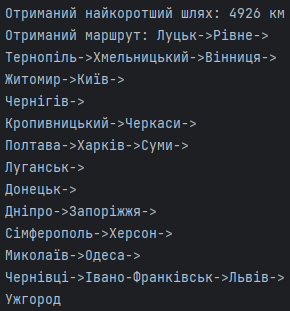 Отриманий найкоротший шлях: 4926 км
Отриманий маршрут: Луцьк->Рівне->
Тернопіль->Хмельницький->Вінниця->
Житомир->Київ->
Чернігів->
Кропивницький->Черкаси->
Полтава->Харків->Суми->
Луганськ->
Донецьк->
Дніпро->Запоріжжя->
Сімферополь->Херсон->
Миколаїв->Одеса->
Чернівці->Івано-Франківськ->Львів->
Ужгород